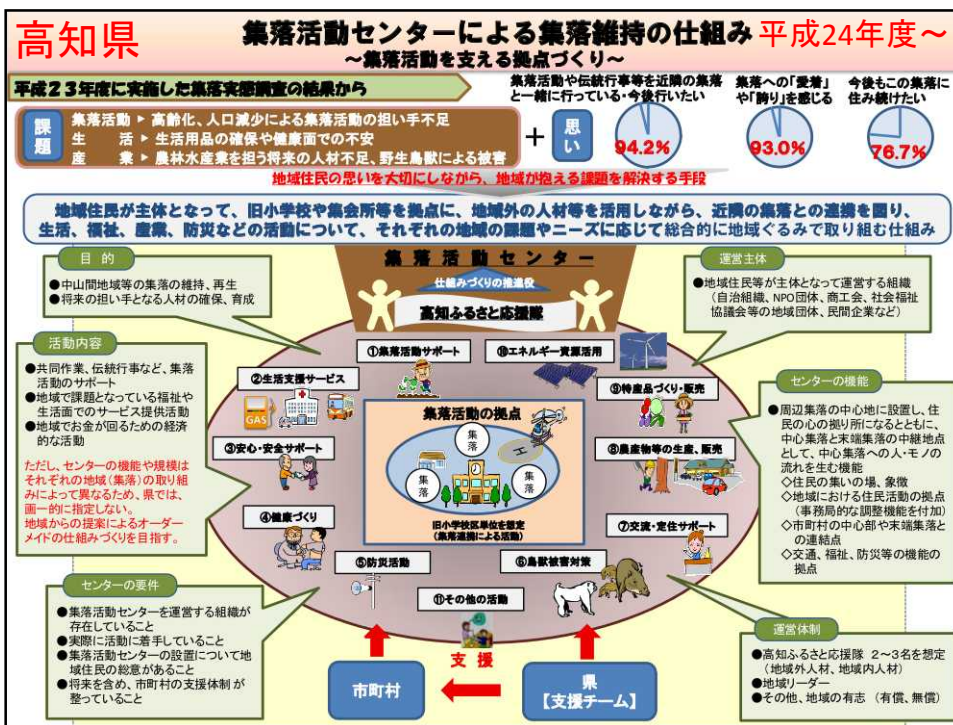 高知県
集落活動センターによる集落維持の仕組み
平成24年度～
～集落活動を支える拠点づくり～
平成２３年度に実施した集落実態調査の結果から
課題
集落活動 ▶ 高齢化、人口減少による集落活動の担い手不足
生　　活 ▶ 生活用品の確保や健康面での不安
産　　業 ▶ 農林水産業を担う将来の人材不足、野生鳥獣による被害
＋
思い
集落活動や伝統行事等を近隣の集落
と一緒に行っている・今後行いたい
94.2%
集落への「愛着」
や「誇り」を感じる
93.0%
今後もこの集落に
住み続けたい
76.7%
地域住民の思いを大切にしながら、地域が抱える課題を解決する手段
地域住民が主体となって、旧小学校や集会所等を拠点に、地域外の人材等を活用しながら、近隣の集落との連携を図り、
生活、福祉、産業、防災などの活動について、それぞれの地域の課題やニーズに応じて総合的に地域ぐるみで取り組む仕組み
目 的
●中山間地域等の集落の維持、再生
●将来の担い手となる人材の確保、育成
集落活動センター
仕組みづくりの推進役
高知ふるさと応援隊
運営主体
●地域住民等が主体となって運営する組織
（自治組織、NPO団体、商工会、社会福祉
協議会等の地域団体、民間企業など）
活動内容
●共同作業、伝統行事など、集落
活動のサポート
●地域で課題となっている福祉や
生活面でのサービス提供活動
●地域でお金が回るための経済
的な活動
ただし、センターの機能や規模は
それぞれの地域（集落）の取り組
みによって異なるため、県では、
画一的に指定しない。
地域からの提案によるオーダー
メイドの仕組みづくりを目指す。
①集落活動サポート
⑩エネルギー資源活用
②生活支援サービス
GAS
⑨特産品づくり・販売
③安心・安全サポート
⑧農産物等の生産、販売
④健康づくり
⑦交流・定住サポート
⑤防災活動
⑥鳥獣被害対策
⑪その他の活動
集落活動の拠点
集落
集落
集落
H
旧小学校区単位を想定
（集落連携による活動）
センターの機能
●周辺集落の中心地に設置し、住
民の心の拠り所になるとともに、
中心集落と末端集落の中継地点
として、中心集落への人・モノの
流れを生む機能
◇住民の集いの場、象徴
◇地域における住民活動の拠点
（事務局的な調整機能を付加）
◇市町村の中心部や末端集落と
の連結点
◇交通、福祉、防災等の機能の
拠点
センターの要件
●集落活動センターを運営する組織が
存在していること
●実際に活動に着手していること
●集落活動センターの設置について地
域住民の総意があること
●将来を含め、市町村の支援体制が
整っていること
支 援
市町村
県
【支援チーム】
運営体制
●高知ふるさと応援隊　２～３名を想定
（地域外人材、地域内人材）
●地域リーダー
●その他、地域の有志　（有償、無償）